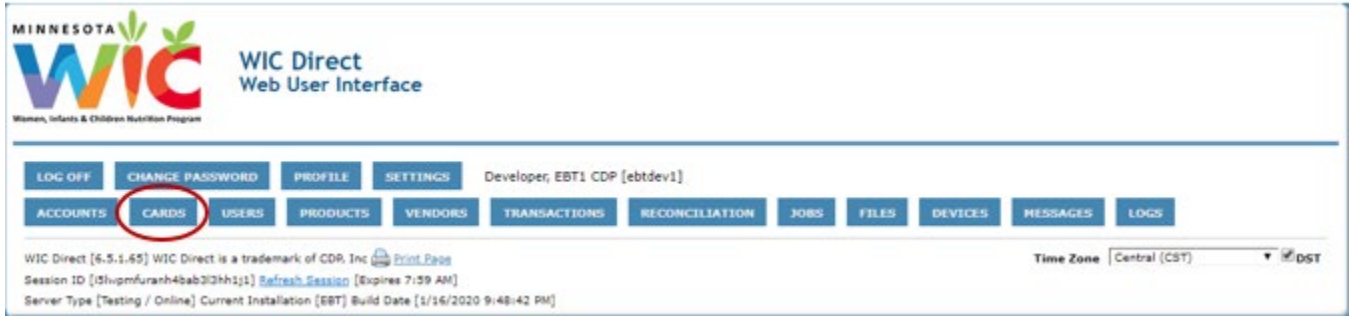 MINNESOTA
WIC
Women, Infants & Children Nutrition Program
WIC Direct
Web User Interface
LOG OFF CHANGE PASSWORD PROFILE SETTINGS Developer, EBT1 CDP [ebtdev1]
ACCOUNTS CARDS USERS PRODUCTS VENDORS TRANSACTIONS RECONCILIATION JOBS FILES DEVICES MESSAGES LOGS
WIC Direct [6.5.1.65] WIC Direct is a trademark of CDP, Inc Print Page Time Zone Central (CST) DST
Session ID Refresh Session [Expires 7:59 AM]
Server Type [Testing / Online] Current Installation [EBT] Build Date [1/16/2020 9:48:42 PM]